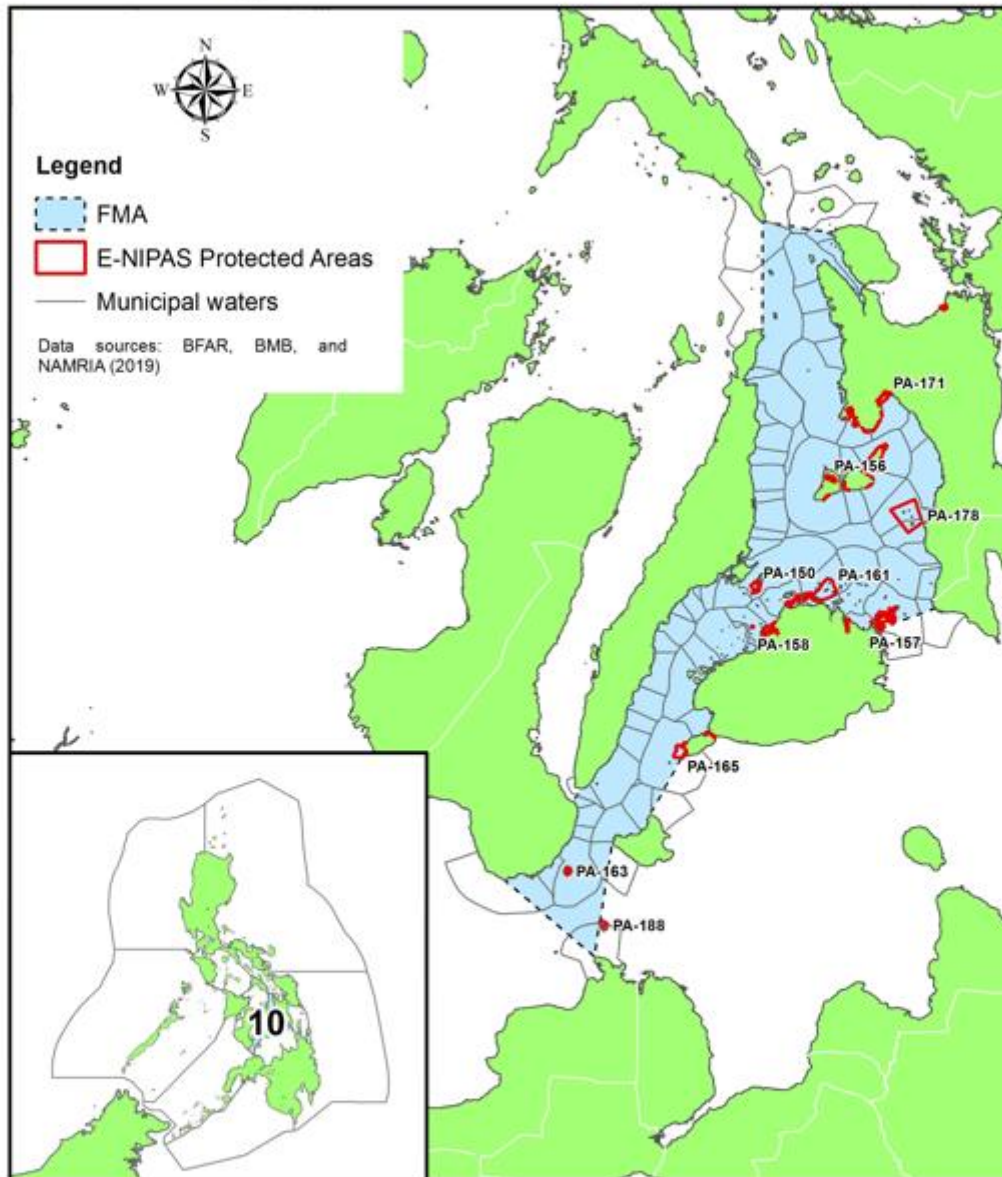 N
W E
S
Legend
FMA
E-NIPAS Protected Areas
Municipal waters
Data sources: BFAR, BMB, and
NAMRIA (2019)
PA-171
PA-156
PA-178
PA-150
PA-161
PA-158
PA-157
PA-165
PA-163
PA-188
10